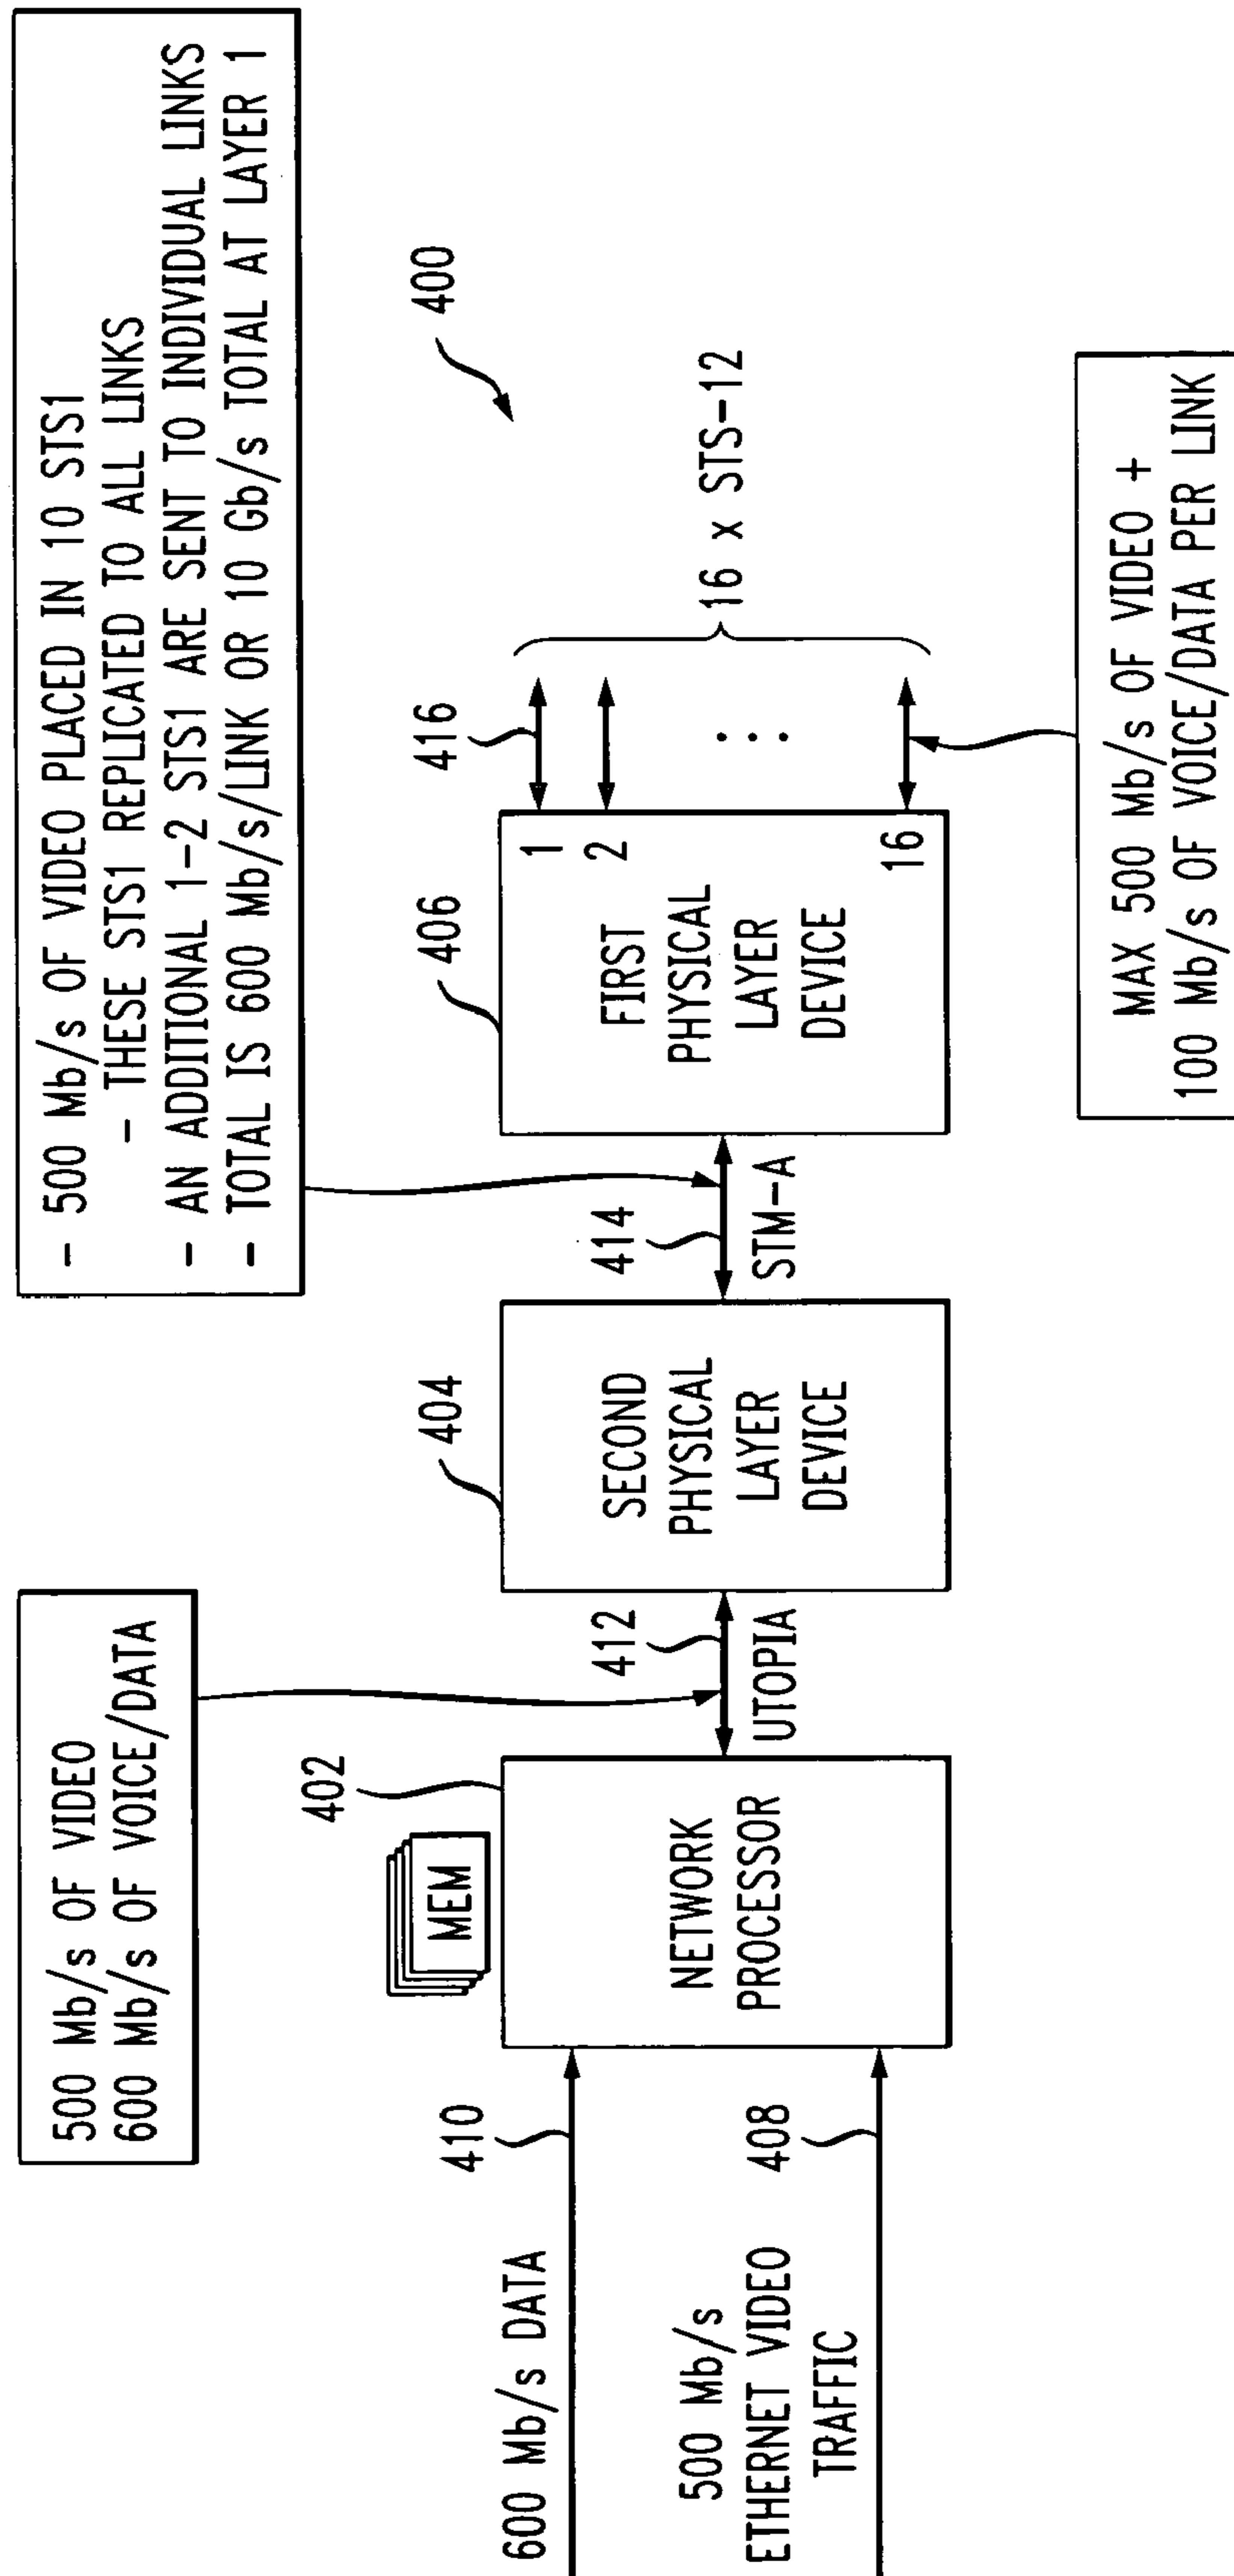 - 500 Mb/s OF VIDEO PLACED IN 10 STS1
- THESE STS1 REPLICATED TO ALL LINKS
- AN ADDITIONAL 1-2 STS1 ARE SENT TO INDIVIDUAL LINKS
- TOTAL IS 600 Mb/s/LINK OR 10 Gb/s TOTAL AT LAYER 1
500 Mb/s OF VIDEO
600 Mb/s OF VOICE/DATA
400
402
MEM
404
406
600 Mb/s DATA
410
500 Mb/s
ETHERNET VIDEO
TRAFFIC
408
NETWORK
PROCESSOR
412
UTOPIA
SECOND
PHYSICAL
LAYER
DEVICE
414
STM-A
FIRST
PHYSICAL
LAYER
DEVICE
1
2
16
416
16 x STS-12
MAX 500 Mb/s OF VIDEO +
100 Mb/s OF VOICE/DATA PER LINK